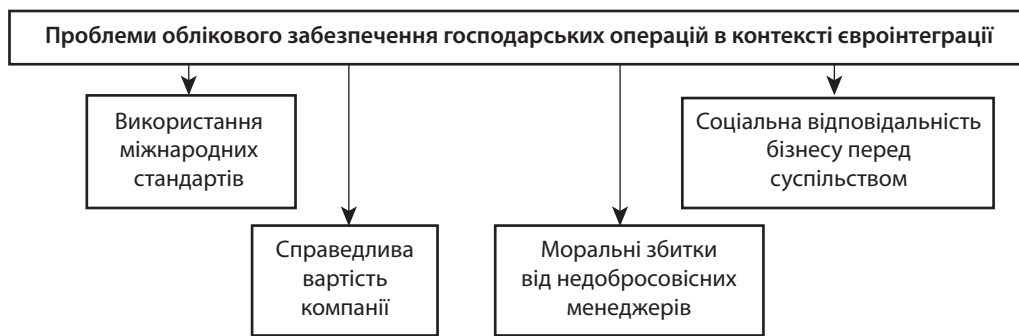 Проблеми облікового забезпечення господарських операцій в контексті євроінтеграції
Використання
міжнародних
стандартів
Соціальна відповідальність
бізнесу перед
суспільством
Справедлива
вартість
компанії
Моральні збитки
від недобросовісних
менеджерів